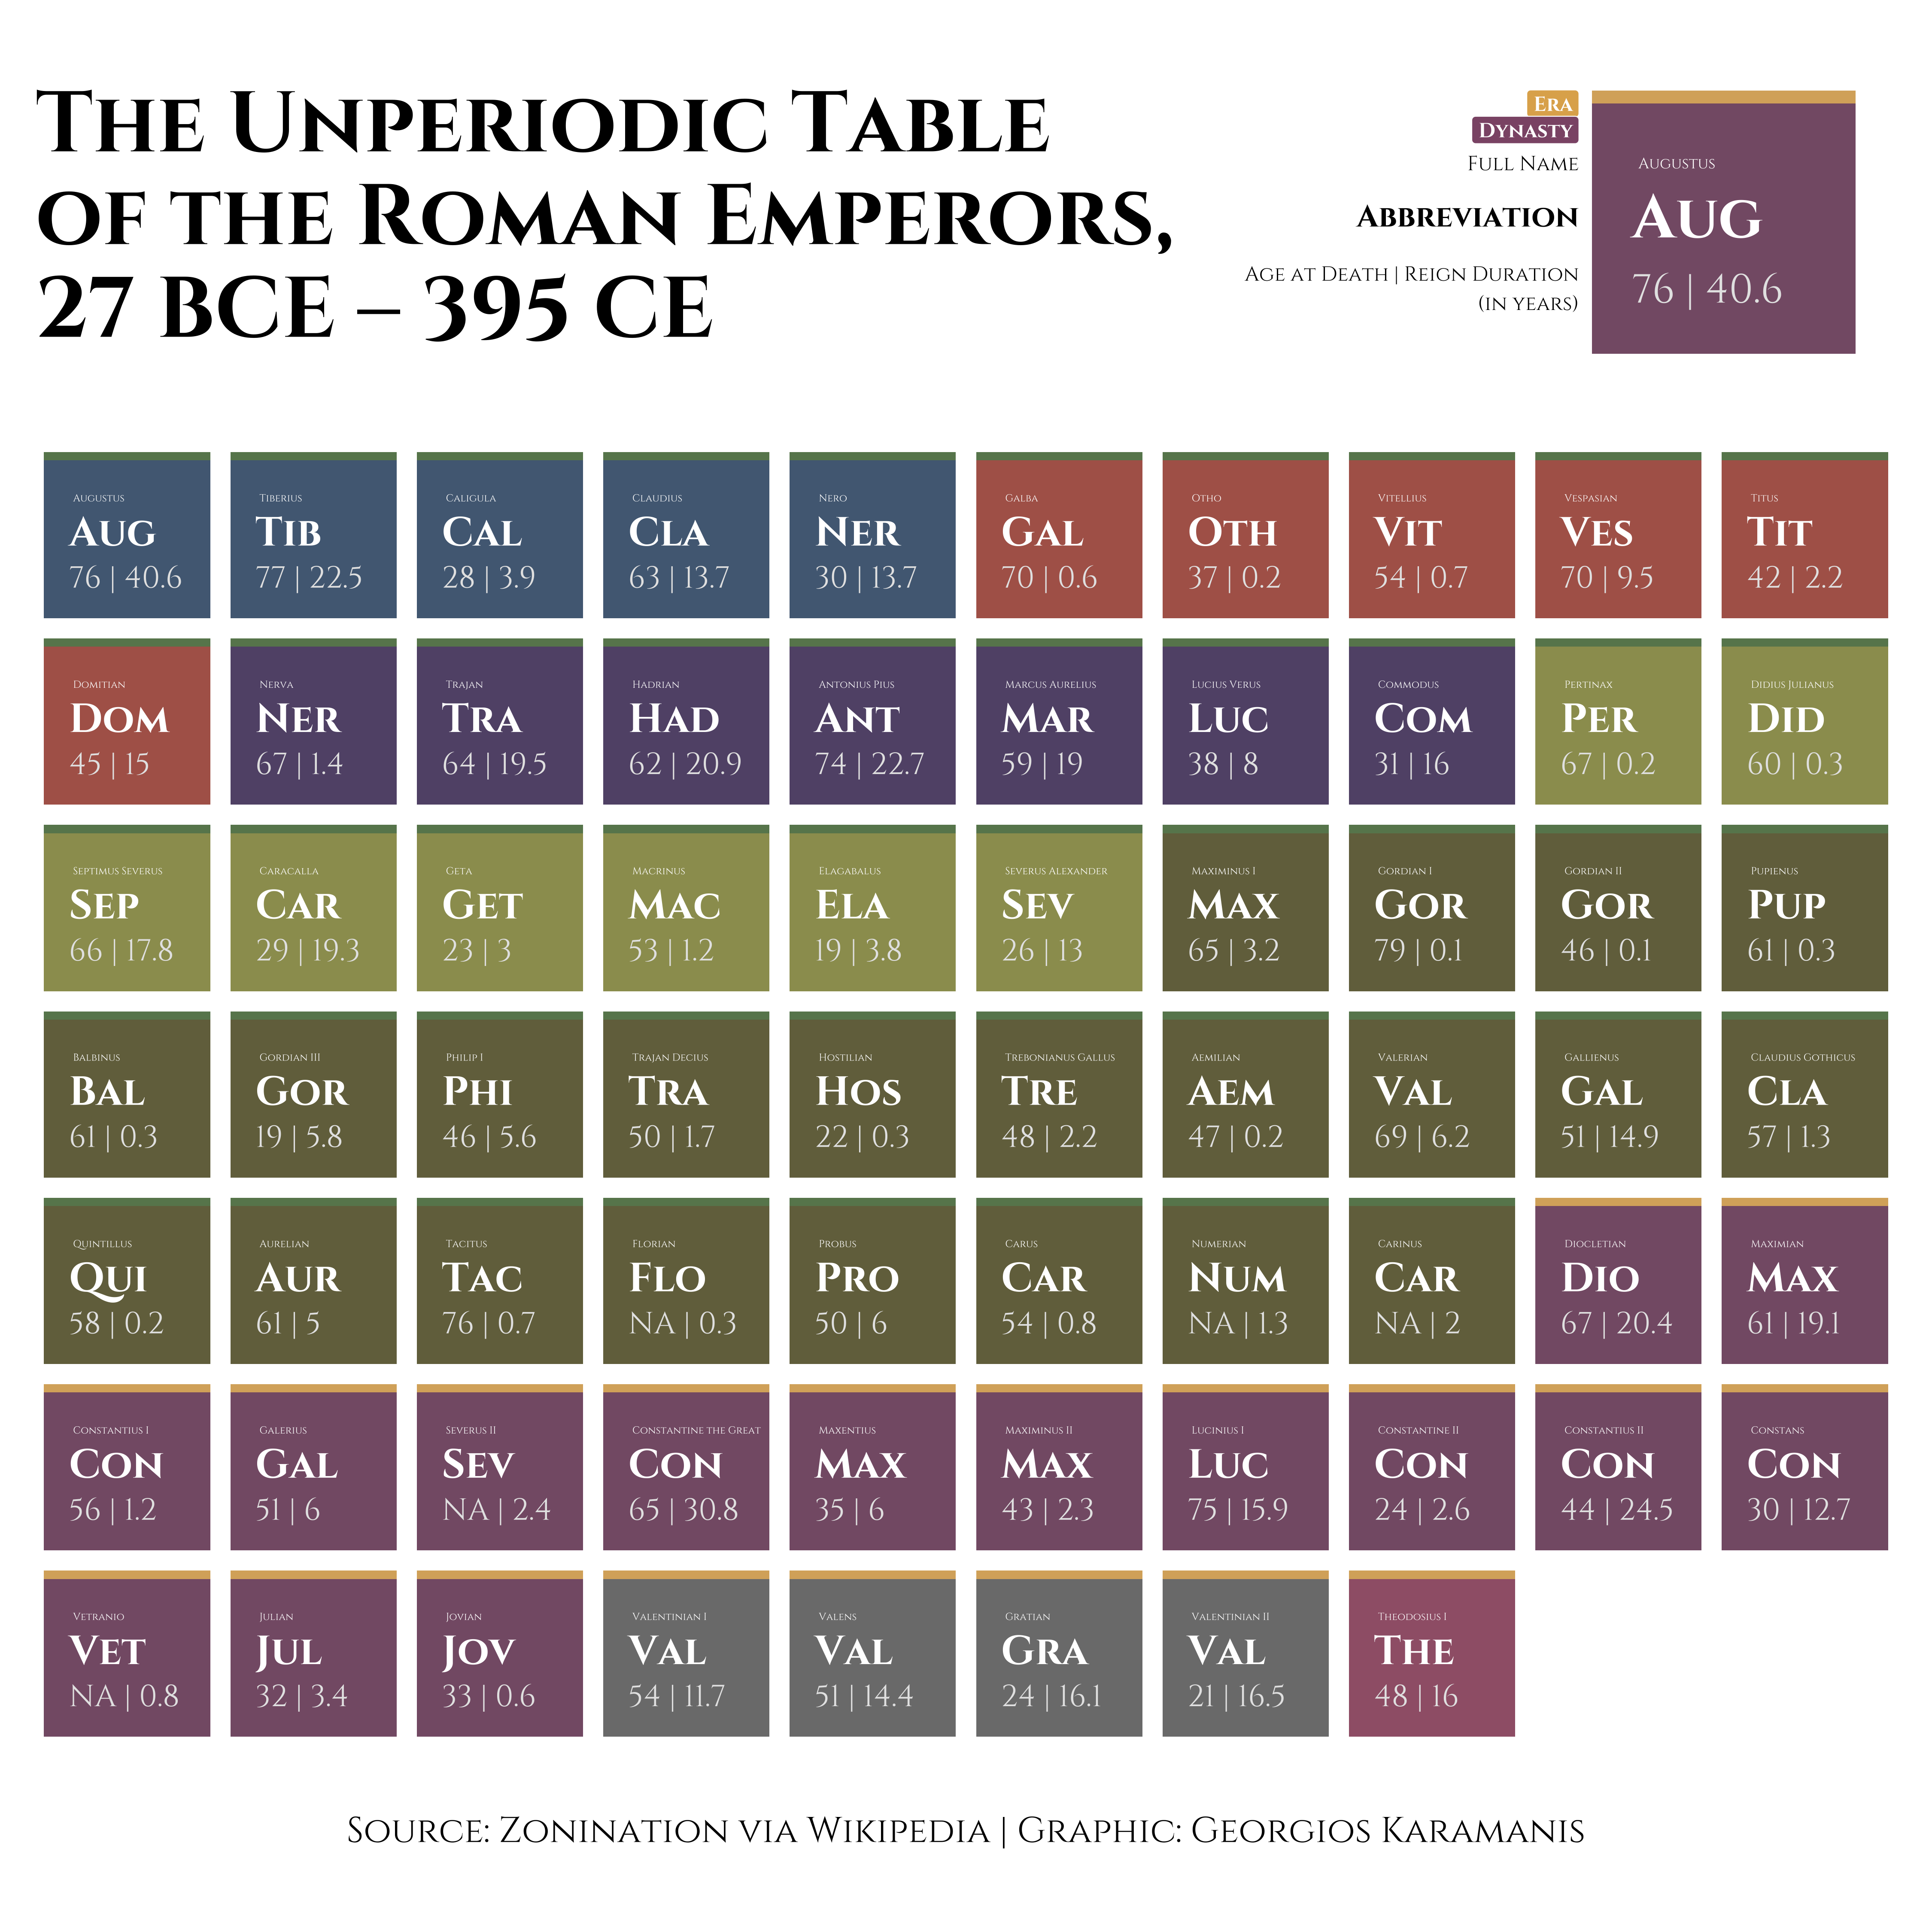 The Unperiodic Table
of the Roman Emperors,
27 BCE – 395 CE
Era
Dynasty
Full Name
Abbreviation
Age at Death | Reign Duration
(in years)
Augustus
Aug
76 | 40.6
Augustus
Aug
76 | 40.6
Tiberius
Tib
77 | 22.5
Caligula
Cal
28 | 3.9
Claudius
Cla
63 | 13.7
Nero
Ner
30 | 13.7
Galba
Gal
70 | 0.6
Otho
Oth
37 | 0.2
Vitellius
Vit
54 | 0.7
Vespasian
Ves
70 | 9.5
Titus
Tit
42 | 2.2
Domitian
Dom
45 | 15
Nerva
Ner
67 | 1.4
Trajan
Tra
64 | 19.5
Hadrian
Had
62 | 20.9
Antonius Pius
Ant
74 | 22.7
Marcus Aurelius
Mar
59 | 19
Lucius Verus
Luc
38 | 8
Commodus
Com
31 | 16
Pertinax
Per
67 | 0.2
Didius Julianus
Did
60 | 0.3
Septimus Severus
Sep
66 | 17.8
Caracalla
Car
29 | 19.3
Geta
Get
23 | 3
Macrinus
Mac
53 | 1.2
Elagabalus
Ela
19 | 3.8
Severus Alexander
Sev
26 | 13
Maximinus I
Max
65 | 3.2
Gordian I
Gor
79 | 0.1
Gordian II
Gor
46 | 0.1
Pupienus
Pup
61 | 0.3
Balbinus
Bal
61 | 0.3
Gordian III
Gor
19 | 5.8
Philip I
Phi
46 | 5.6
Trajan Decius
Tra
50 | 1.7
Hostilian
Hos
22 | 0.3
Trebonianus Gallus
Tre
48 | 2.2
Aemilian
Aem
47 | 0.2
Valerian
Val
69 | 6.2
Gallienus
Gal
51 | 14.9
Claudius Gothicus
Cla
57 | 1.3
Quintillus
Qui
58 | 0.2
Aurelian
Aur
61 | 5
Tacitus
Tac
76 | 0.7
Florian
Flo
NA | 0.3
Probus
Pro
50 | 6
Carus
Car
54 | 0.8
Numerian
Num
NA | 1.3
Carinus
Car
NA | 2
Diocletian
Dio
67 | 20.4
Maximian
Max
61 | 19.1
Constantius I
Con
56 | 1.2
Galerius
Gal
51 | 6
Severus II
Sev
NA | 2.4
Constantine the Great
Con
65 | 30.8
Maxentius
Max
35 | 6
Maximinus II
Max
43 | 2.3
Lucinius I
Luc
75 | 15.9
Constantine II
Con
24 | 2.6
Constantius II
Con
44 | 24.5
Constans
Con
30 | 12.7
Vetranio
Vet
NA | 0.8
Julian
Jul
32 | 3.4
Jovian
Jov
33 | 0.6
Valentinian I
Val
54 | 11.7
Valens
Val
51 | 14.4
Gratian
Gra
24 | 16.1
Valentinian II
Val
21 | 16.5
Theodosius I
The
48 | 16
Source: Zonination via Wikipedia | Graphic: Georgios Karamanis